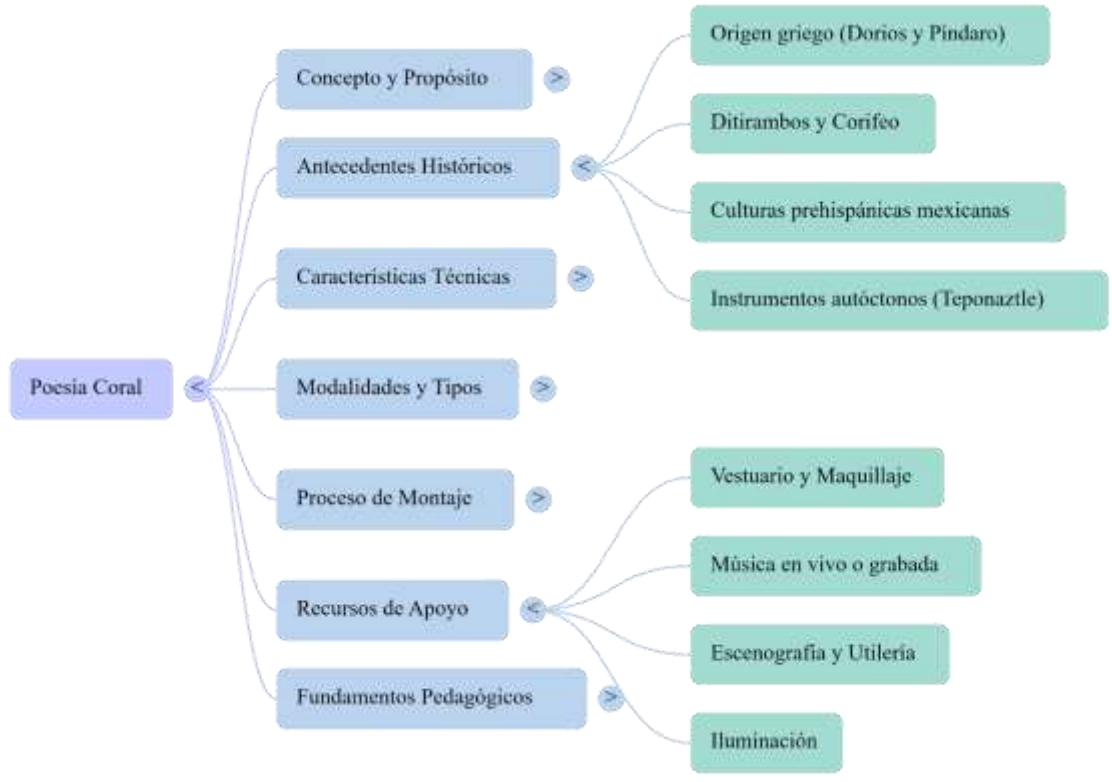 Poesía Coral
Concepto y Propósito
>
Antecedentes Históricos
<
Origen griego (Dorios y Píndaro)
Ditirambos y Corifeo
Culturas prehispánicas mexicanas
Instrumentos autóctonos (Teponaztle)
Características Técnicas
>
<
Modalidades y Tipos
>
Proceso de Montaje
>
Recursos de Apoyo
<
Vestuario y Maquillaje
Música en vivo o grabada
Escenografía y Utilería
Iluminación
Fundamentos Pedagógicos
>